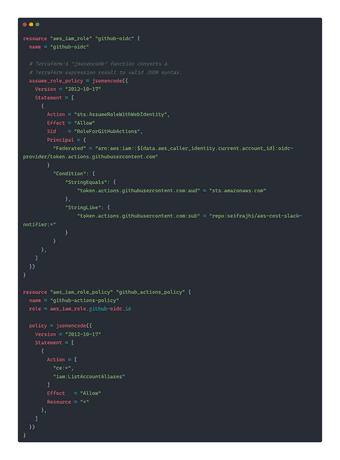 resource "aws_iam_role" "github-oidc" {
  name = "github-oidc"
  # Terraform's "jsonencode" function converts a
  # Terraform expression result to valid JSON syntax.
  assume_role_policy = jsonencode({
    Version = "2012-10-17"
    Statement = [
      {
        Action = "sts:AssumeRoleWithWebIdentity",
        Effect = "Allow"
        Sid    = "RoleForGitHubActions",
        Principal = {
          "Federated" = "arn:aws:iam::${data.aws_caller_identity.current.account_id}:oidc-
provider/token.actions.githubusercontent.com"
        }
          "Condition": {
              "StringEquals": {
                  "token.actions.githubusercontent.com:aud" = "sts.amazonaws.com"
              },
              "StringLike": {
                  "token.actions.githubusercontent.com:sub" = "repo:seifrajhi/aws-cost-slack-
notifier:*"
              }
          }
      },
    ]
  })
}
resource "aws_iam_role_policy" "github_actions_policy" {
  name = "github-actions-policy"
  role = aws_iam_role.github-oidc.id
  policy = jsonencode({
    Version = "2012-10-17"
    Statement = [
      {
        Action = [
          "ce:*",
          "iam:ListAccountAliases"
        ]
        Effect   = "Allow"
        Resource = "*"
      },
    ]
  })
}